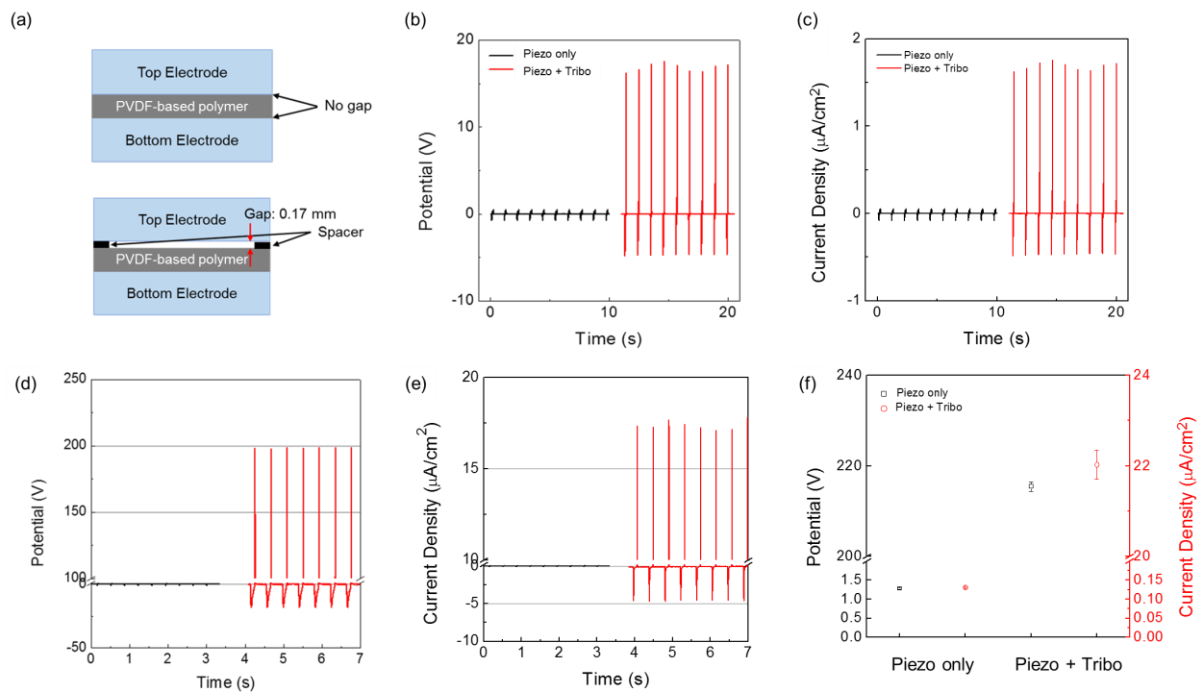 (a)
Top Electrode
PVDF-based polymer
Bottom Electrode
No gap
Top Electrode
Gap: 0.17 mm
Spacer
PVDF-based polymer
Bottom Electrode
(b)
Piezo only
Piezo + Tribo
Potential (V)
20
10
0
-10
0 10 20
Time (s)
(c)
Piezo only
Piezo + Tribo
Current Density (μA/cm²)
2
1
0
-1
0 10 20
Time (s)
(d)
Potential (V)
250
200
150
100
0
-50
0 1 2 3 4 5 6 7
Time (s)
(e)
Current Density (μA/cm²)
25
20
15
10
0
-5
-10
0 1 2 3 4 5 6 7
Time (s)
(f)
Piezo only
Piezo + Tribo
Potential (V)
240
220
200
1.5
1.0
0.5
0.0
Current Density (μA/cm²)
24
22
20
0.15
0.10
0.05
0.00
Piezo only Piezo + Tribo